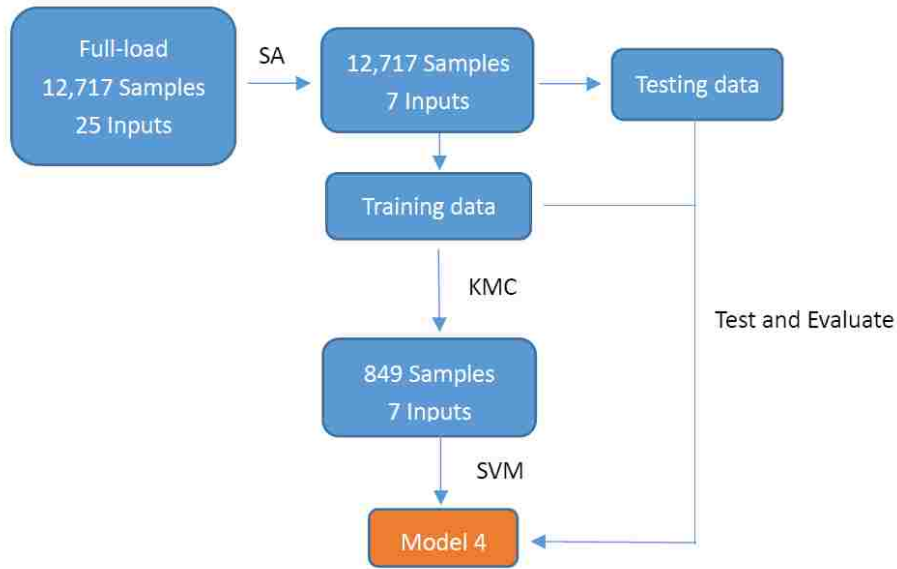 Full-load
12,717 Samples
25 Inputs
SA
12,717 Samples
7 Inputs
Testing data
Training data
KMC
Test and Evaluate
849 Samples
7 Inputs
SVM
Model 4